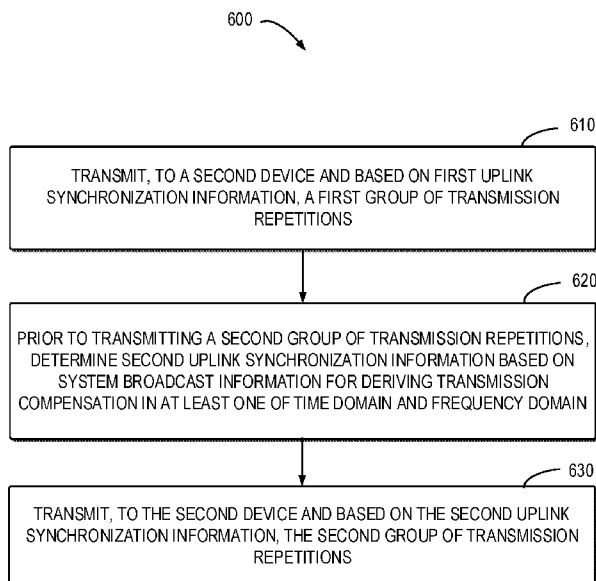 600
610
TRANSMIT, TO A SECOND DEVICE AND BASED ON FIRST UPLINK
SYNCHRONIZATION INFORMATION, A FIRST GROUP OF TRANSMISSION
REPETITIONS
620
PRIOR TO TRANSMITTING A SECOND GROUP OF TRANSMISSION REPETITIONS,
DETERMINE SECOND UPLINK SYNCHRONIZATION INFORMATION BASED ON
SYSTEM BROADCAST INFORMATION FOR DERIVING TRANSMISSION
COMPENSATION IN AT LEAST ONE OF TIME DOMAIN AND FREQUENCY DOMAIN
630
TRANSMIT, TO THE SECOND DEVICE AND BASED ON THE SECOND UPLINK
SYNCHRONIZATION INFORMATION, THE SECOND GROUP OF TRANSMISSION
REPETITIONS